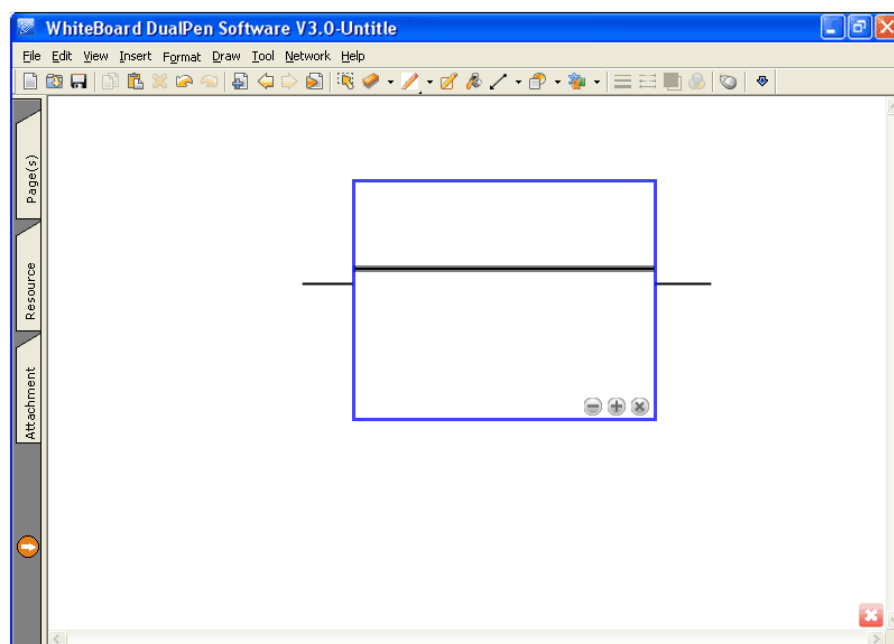 WhiteBoard DualPen Software V3.0-Untitle
File Edit View Insert Format Draw Tool Network Help
Page(s)
Resource
Attachment